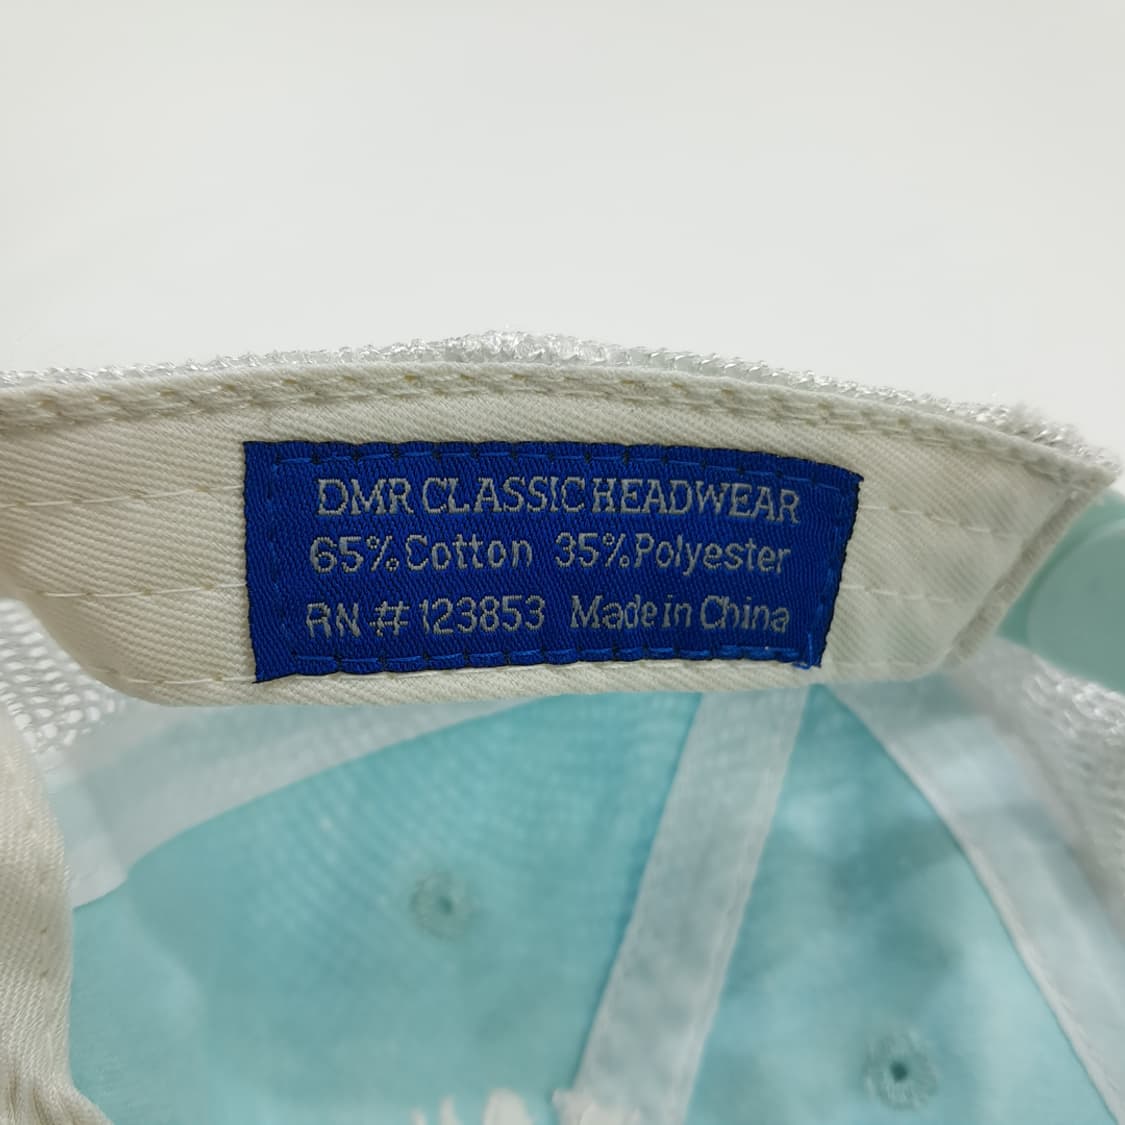 DMR CLASSIC HEADWEAR
65%Cotton 35%Polyester
RN # 123853 Made in China